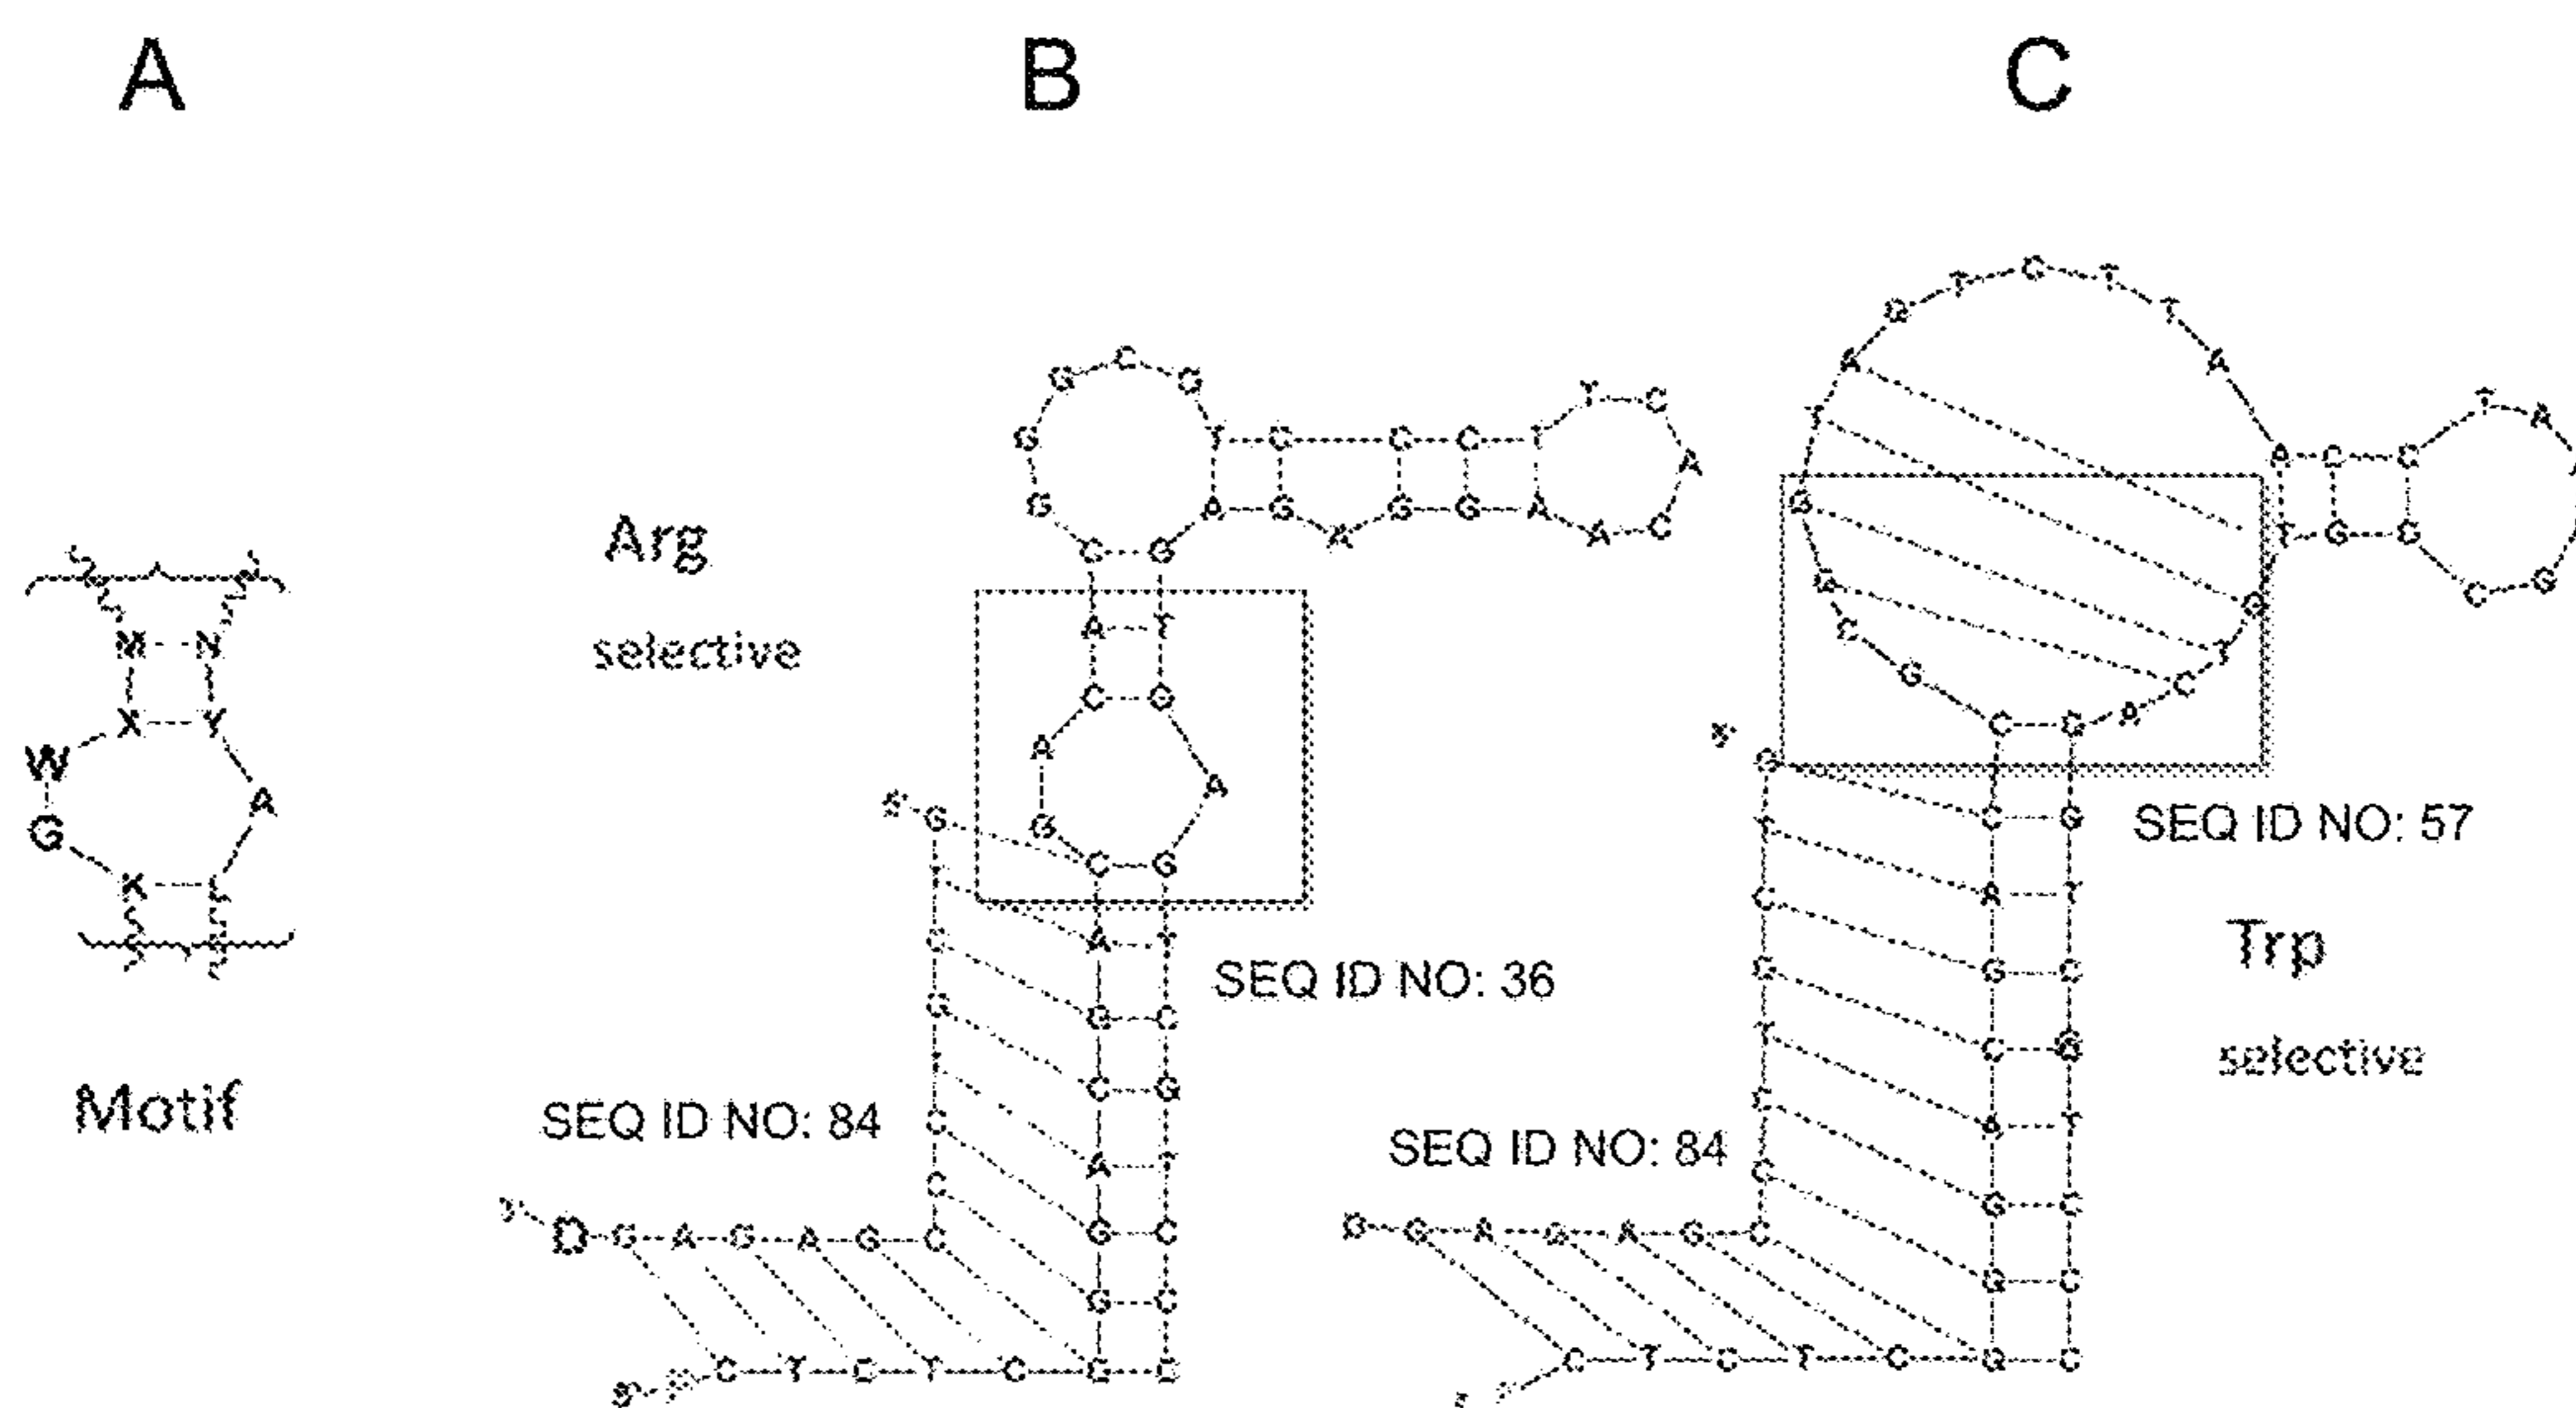 A
B
C
Arg
selective
Motif
SEQ ID NO: 36
SEQ ID NO: 84
SEQ ID NO: 57
Trp
selective
SEQ ID NO: 84
M N
X Y
W
A
G
K L
G C G
T C C C T T C A
G
G
A G A G G A A C
C G
A T
C G
A
A
G
C G
A T
G C
C G
A T
G C
G C
D G A G A G C
C T C T C G
G T C T T A
A
T
G
G
C
G
C G A C T G
A C C T A
T G G C G
C G
A T
G C
C G
A T
G C
G C
D G A G A G C
C T C T C G C